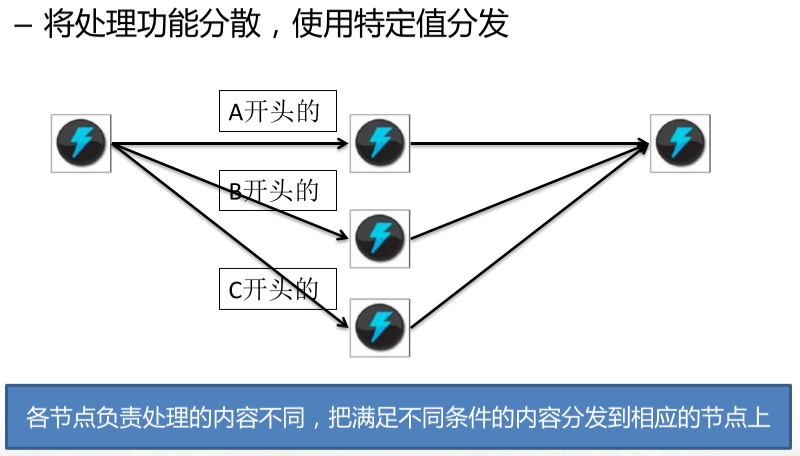 – 将处理功能分散，使用特定值分发
A开头的
B开头的
C开头的
各节点负责处理的内容不同，把满足不同条件的内容分发到相应的节点上